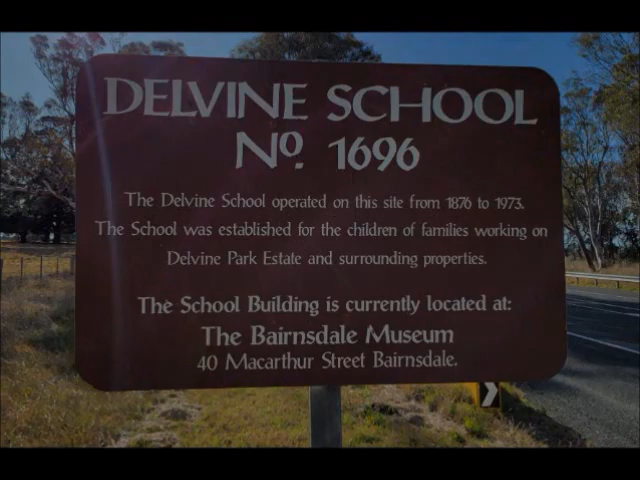 DELVINE SCHOOL
NO. 1696
The Delvine School operated on this site from 1876 to 1973.
The School was established for the children of families working on
Delvine Park Estate and surrounding properties.
The School Building is currently located at:
The Bairnsdale Museum
40 Macarthur Street Bairnsdale.